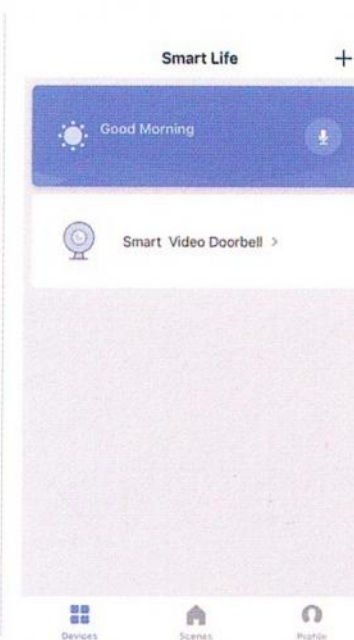 Smart Life +
Good Morning
Smart Video Doorbell >
Devices
Scenes
Profile